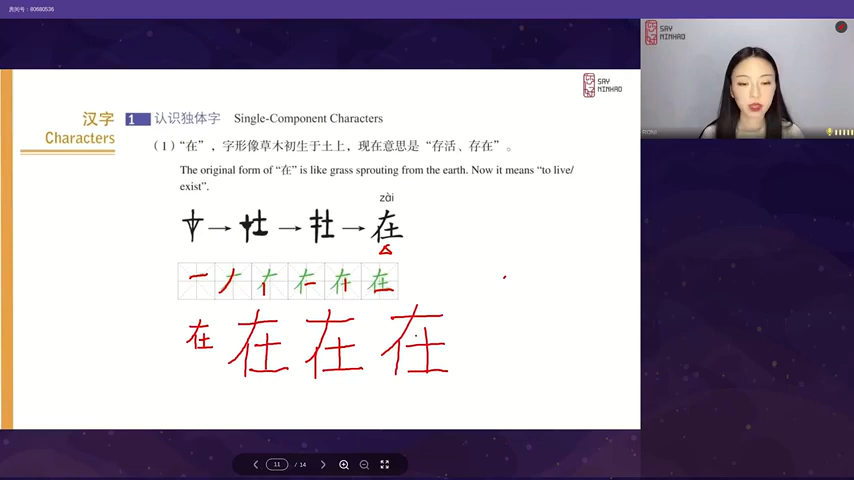 房间号：80680536
SAY
NINHAO
SAY
NINHAO
汉字
Characters
1 认识独体字 Single-Component Characters
（1）“在”，字形像草木初生于土上，现在意思是“存活、存在”。
The original form of “在” is like grass sprouting from the earth. Now it means “to live/
exist”.
zài
在
在 在 在 在
11 / 14